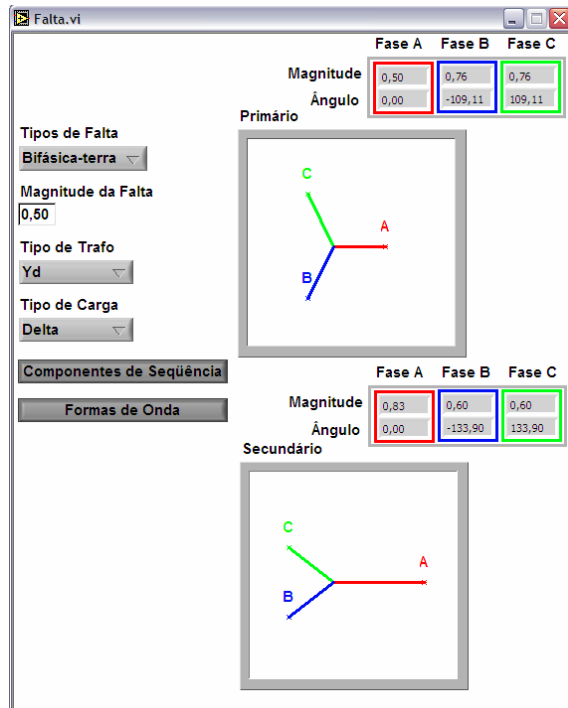 Falta.vi
Fase A Fase B Fase C
Magnitude 0,50 0,76 0,76
Ângulo 0,00 -109,11 109,11
Primário
Tipos de Falta
Bifásica-terra
Magnitude da Falta
0,50
Tipo de Trafo
Yd
Tipo de Carga
Delta
Componentes de Seqüência
Formas de Onda
C
A
B
Fase A Fase B Fase C
Magnitude 0,83 0,60 0,60
Ângulo 0,00 -133,90 133,90
Secundário
C
A
B